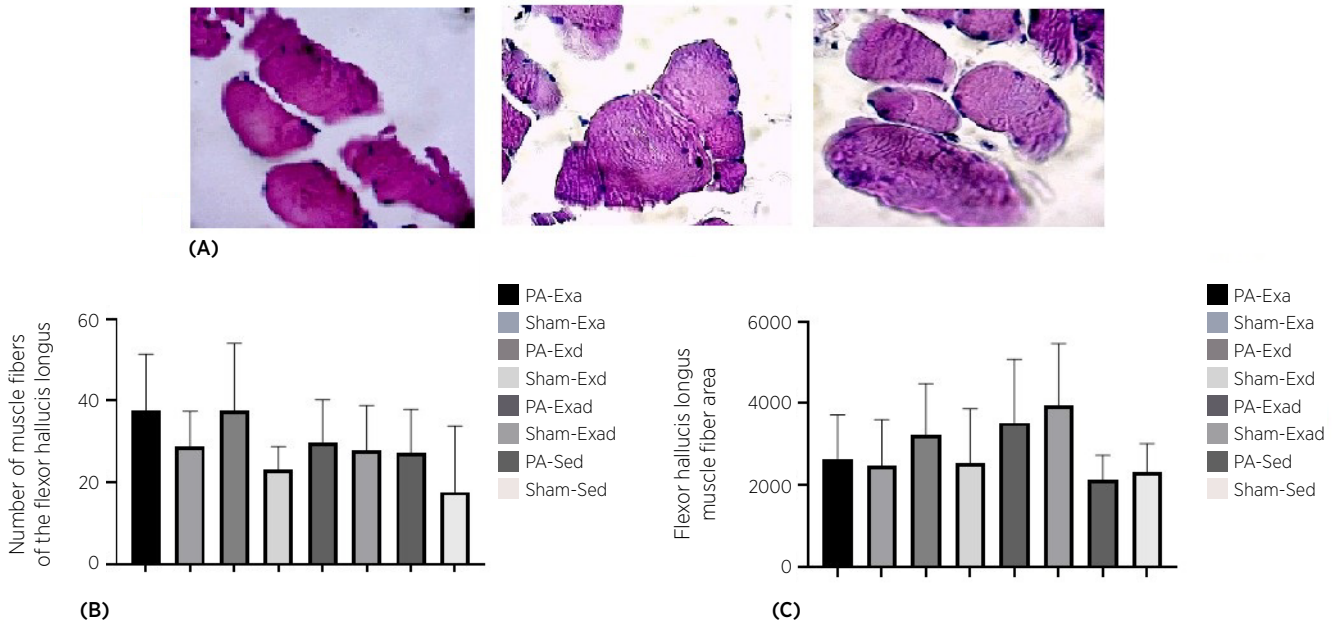 (A)
Number of muscle fibers
of the flexor hallucis longus
60
40
20
0
PA-Exa
Sham-Exa
PA-Exd
Sham-Exd
PA-Exad
Sham-Exad
PA-Sed
Sham-Sed
(B)
Flexor hallucis longus
muscle fiber area
6000
4000
2000
0
PA-Exa
Sham-Exa
PA-Exd
Sham-Exd
PA-Exad
Sham-Exad
PA-Sed
Sham-Sed
(C)